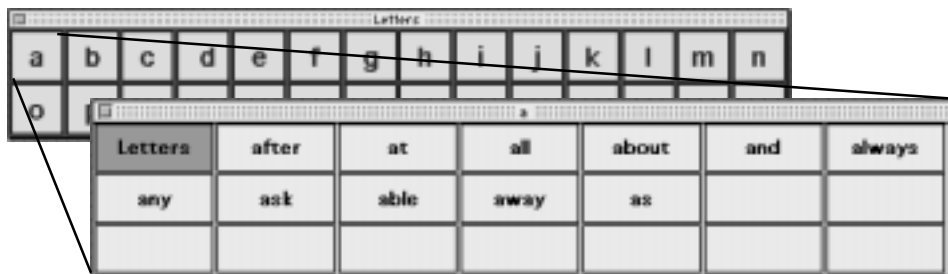 Letters
a b c d e f g h i j k l m n
o
a
Letters after at all about and always
any ask able away as